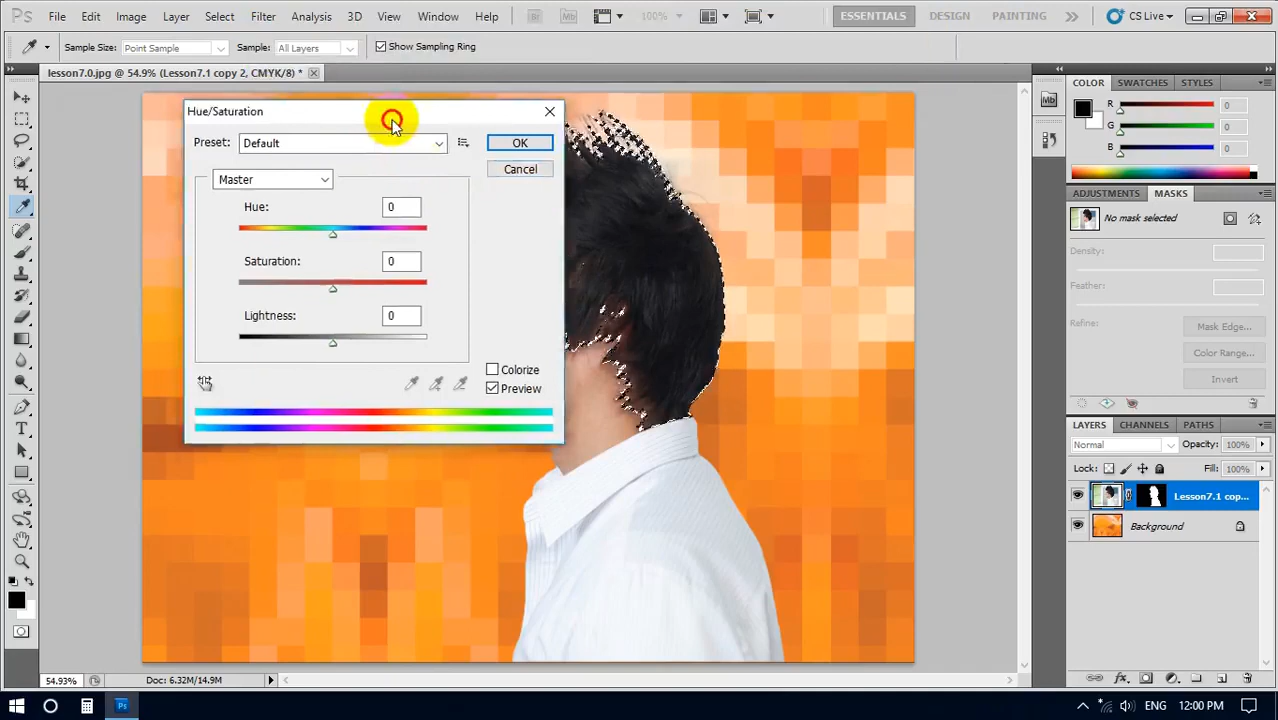 Ps File Edit Image Layer Select Filter Analysis 3D View Window Help Br Mb 100% ESSENTIALS DESIGN PAINTING CS Live
Sample Size: Point Sample Sample: All Layers Show Sampling Ring
lesson7.0.jpg @ 54.9% (Lesson7.1 copy 2, CMYK/8) *
Hue/Saturation
Preset: Default OK
Cancel
Master
Hue: 0
Saturation: 0
Lightness: 0
Colorize
Preview
COLOR SWATCHES STYLES
Mb
R 0
G 0
B 0
ADJUSTMENTS MASKS
No mask selected
Density:
Feather:
Refine: Mask Edge...
Color Range...
Invert
LAYERS CHANNELS PATHS
Normal Opacity: 100%
Lock: Fill: 100%
Lesson7.1 cop...
Background
54.93% Doc: 6.32M/14.9M
Ps ENG 12:00 PM